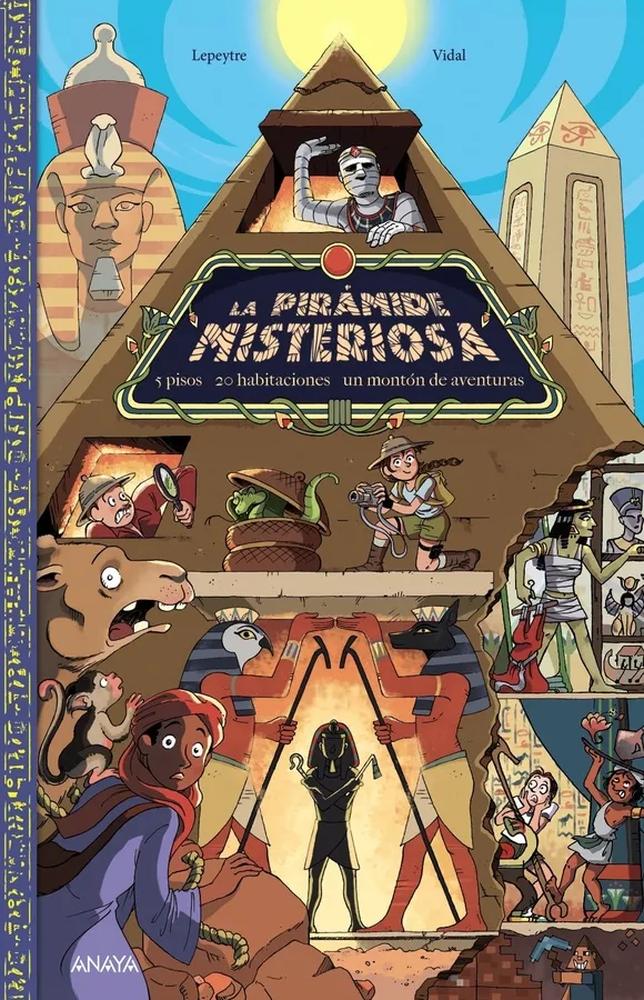 Lepeytre Vidal
LA PIRÁMIDE
MISTERIOSA
5 pisos 20 habitaciones un montón de aventuras
ANAYA